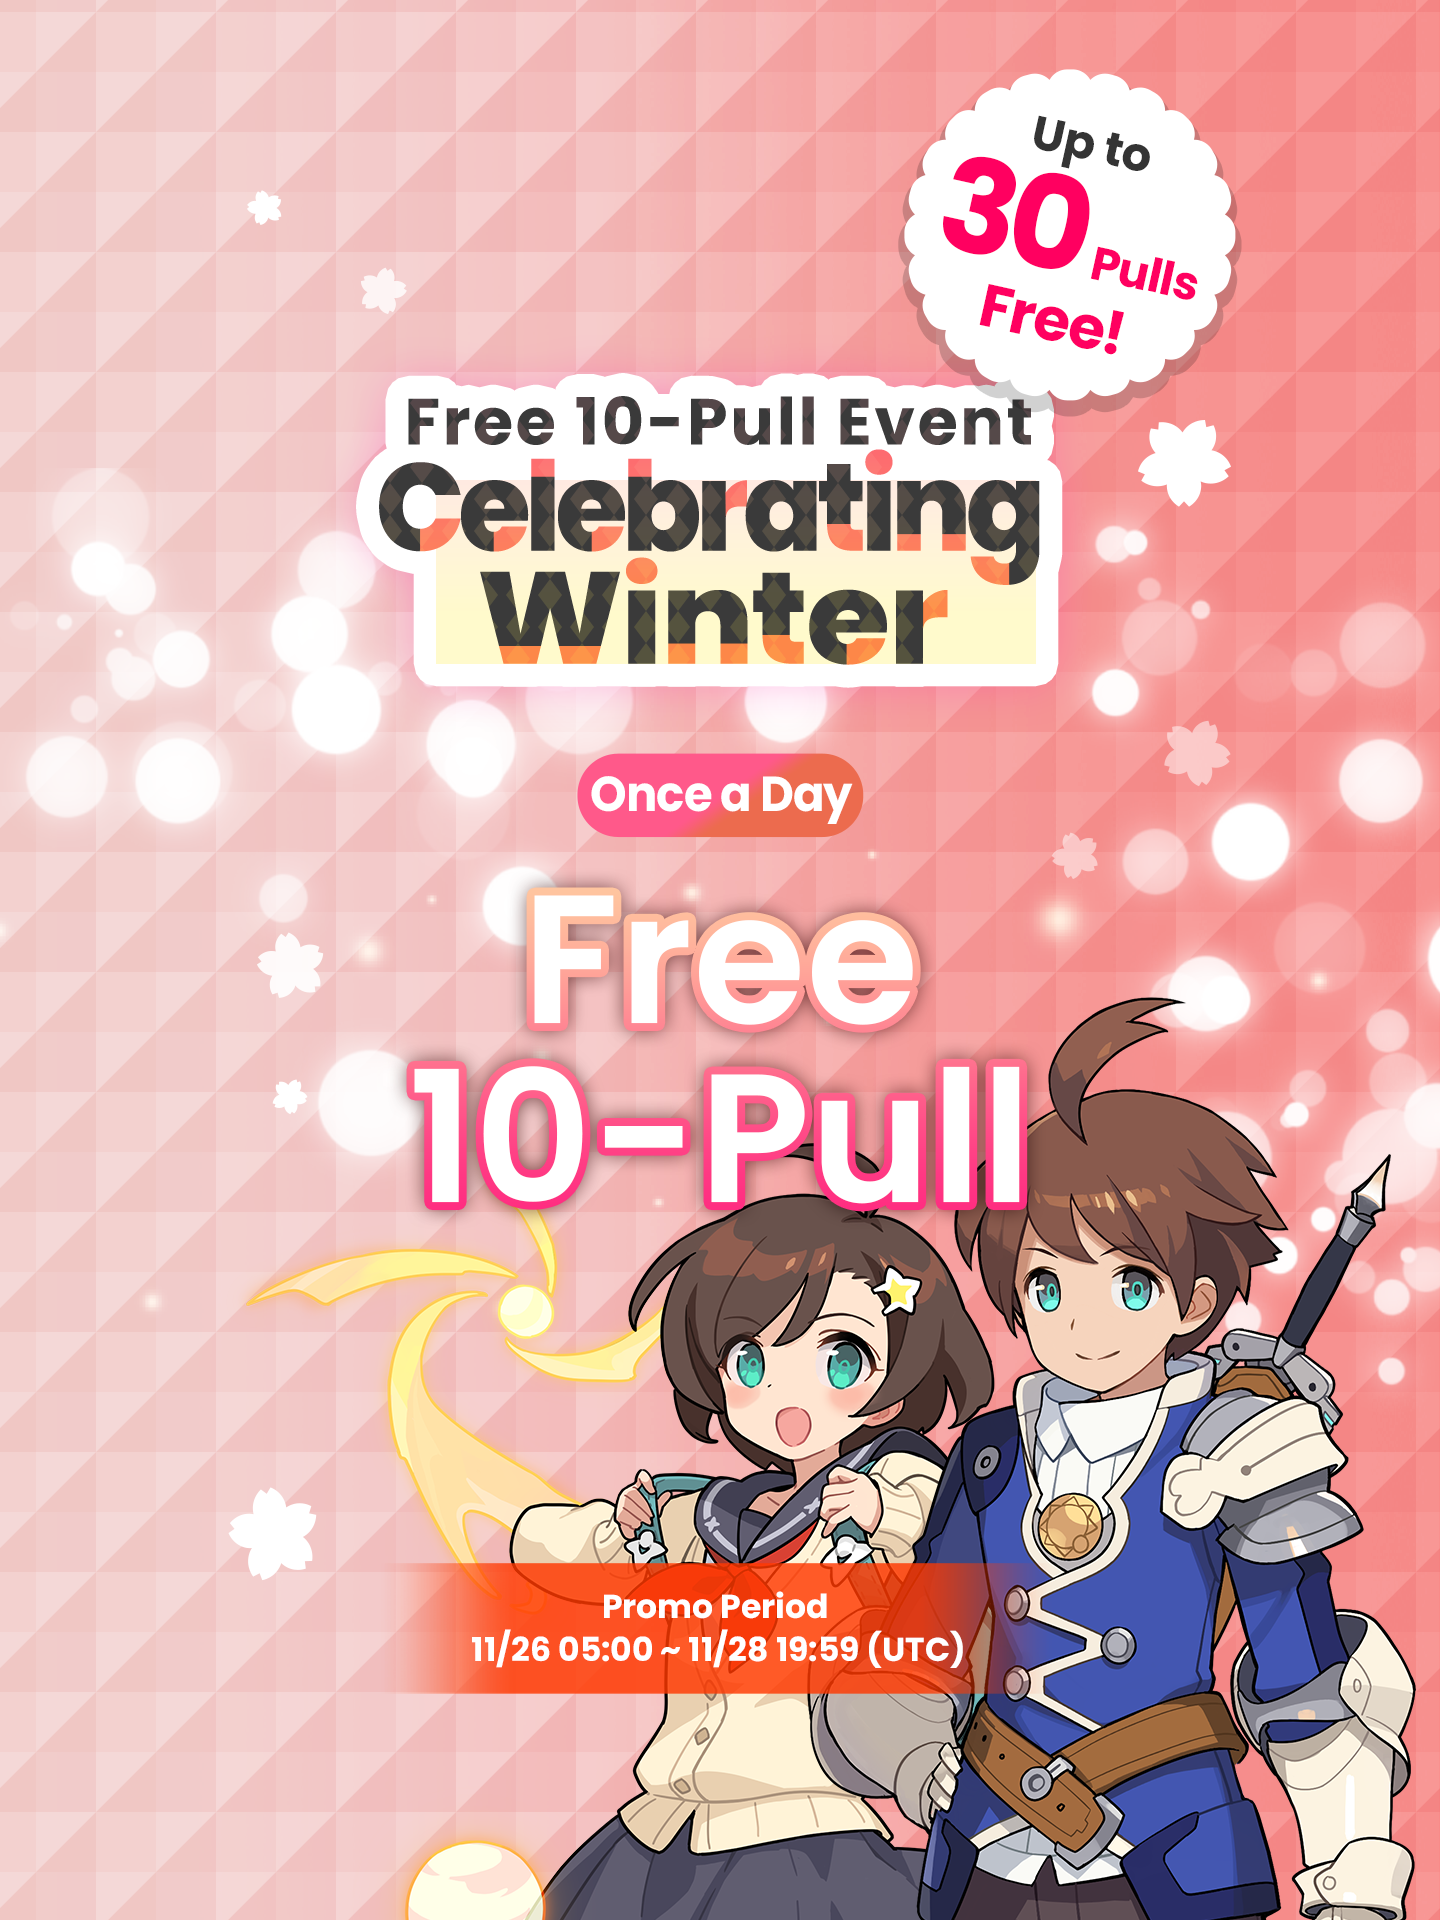 Up to
30 Pulls
Free!
Free 10-Pull Event
Celebrating
Winter
Once a Day
Free
10-Pull
Promo Period
11/26 05:00 ~ 11/28 19:59 (UTC)